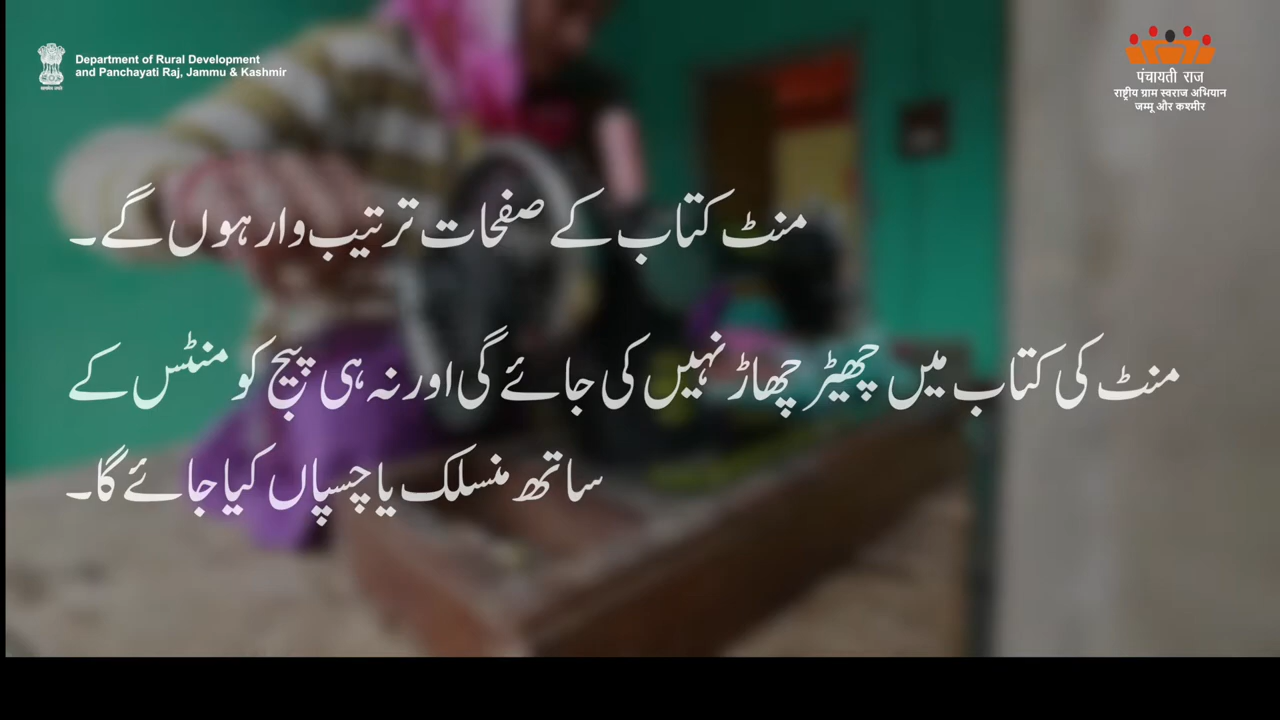 Department of Rural Development
and Panchayati Raj, Jammu & Kashmir
पंचायती राज
राष्ट्रीय ग्राम स्वराज अभियान
जम्मू और कश्मीर
منٹ کتاب کے صفحات ترتیب وار ہوں گے۔
منٹ کی کتاب میں چھیڑ چھاڑ نہیں کی جائے گی اور نہ ہی پیج کو منٹس کے
ساتھ منسلک یا چسپاں کیا جائے گا۔